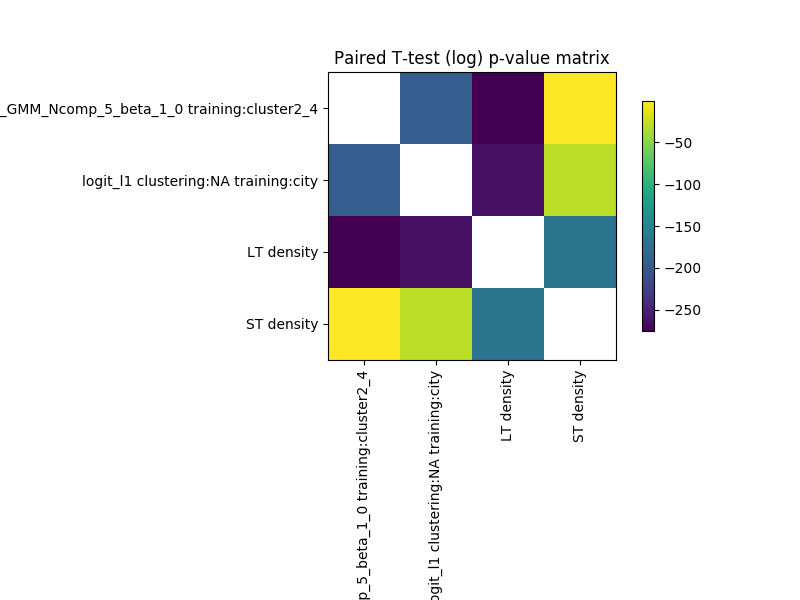 Paired T-test (log) p-value matrix
_GMM_Ncomp_5_beta_1_0 training:cluster2_4
logit_l1 clustering:NA training:city
LT density
ST density
−50
−100
−150
−200
−250
p_5_beta_1_0 training:cluster2_4
ogit_l1 clustering:NA training:city
LT density
ST density